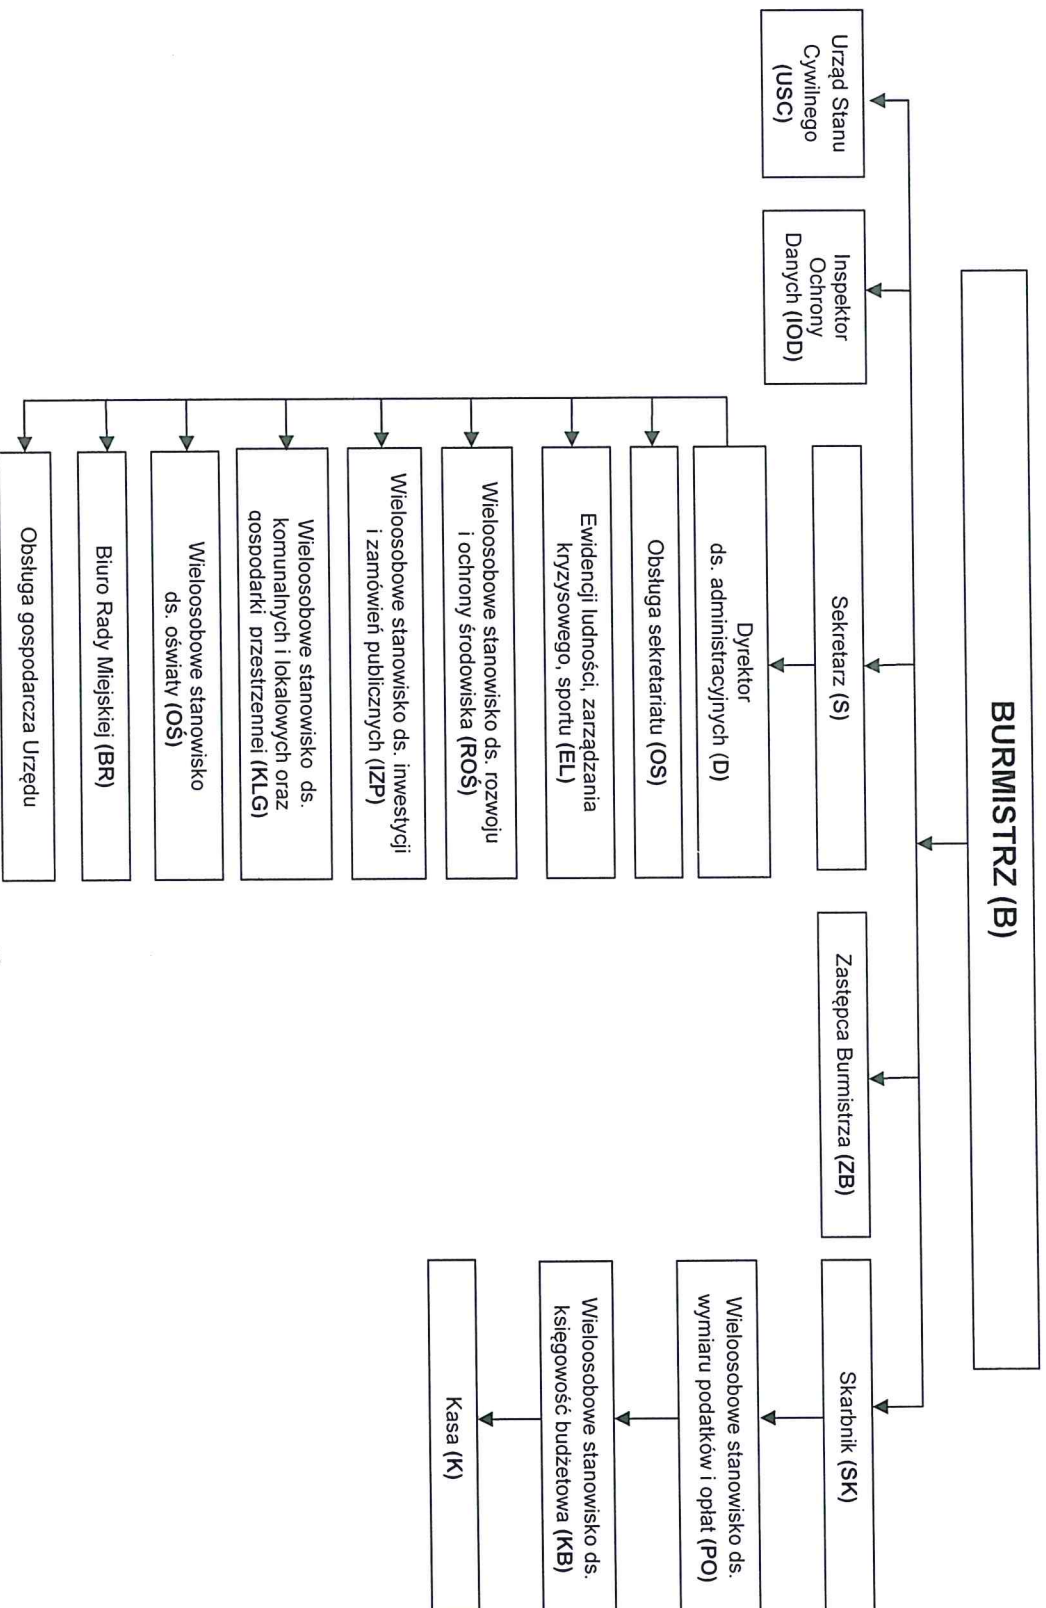 BURMISTRZ (B)
Urząd Stanu
Cywilnego
(USC)
Inspektor
Ochrony
Danych (IOD)
Sekretarz (S)
Zastępca Burmistrza (ZB)
Skarbnik (SK)
Dyrektor
ds. administracyjnych (D)
Obsługa sekretariatu (OS)
Ewidencji ludności, zarządzania
kryzysowego, sportu (EL)
Wieloosobowe stanowisko ds. rozwoju
i ochrony środowiska (ROŚ)
Wieloosobowe stanowisko ds. inwestycji
i zamówień publicznych (IZP)
Wieloosobowe stanowisko ds.
komunalnych i lokalowych oraz
gospodarki przestrzennej (KLG)
Wieloosobowe stanowisko
ds. oświaty (OŚ)
Biuro Rady Miejskiej (BR)
Obsługa gospodarcza Urzędu
Wieloosobowe stanowisko ds.
wymiaru podatków i opłat (PO)
Wieloosobowe stanowisko ds.
księgowość budżetowa (KB)
Kasa (K)